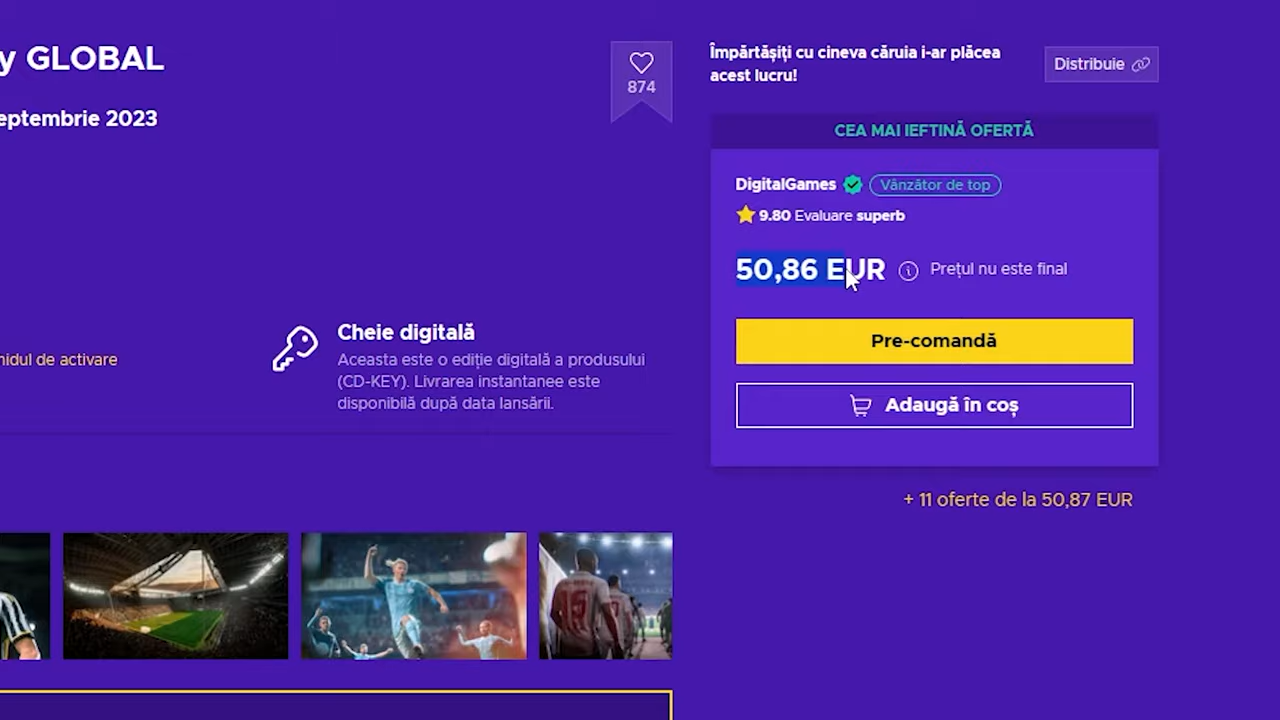 y GLOBAL
eptembrie 2023
874
Împărtășiți cu cineva căruia i-ar plăcea
acest lucru!
Distribuie
CEA MAI IEFTINĂ OFERTĂ
DigitalGames
Vânzător de top
9.80 Evaluare superb
50,86 EUR
Prețul nu este final
Pre-comandă
Adaugă în coș
+ 11 oferte de la 50,87 EUR
hidul de activare
Cheie digitală
Aceasta este o ediție digitală a produsului
(CD-KEY). Livrarea instantanee este
disponibilă după data lansării.
15